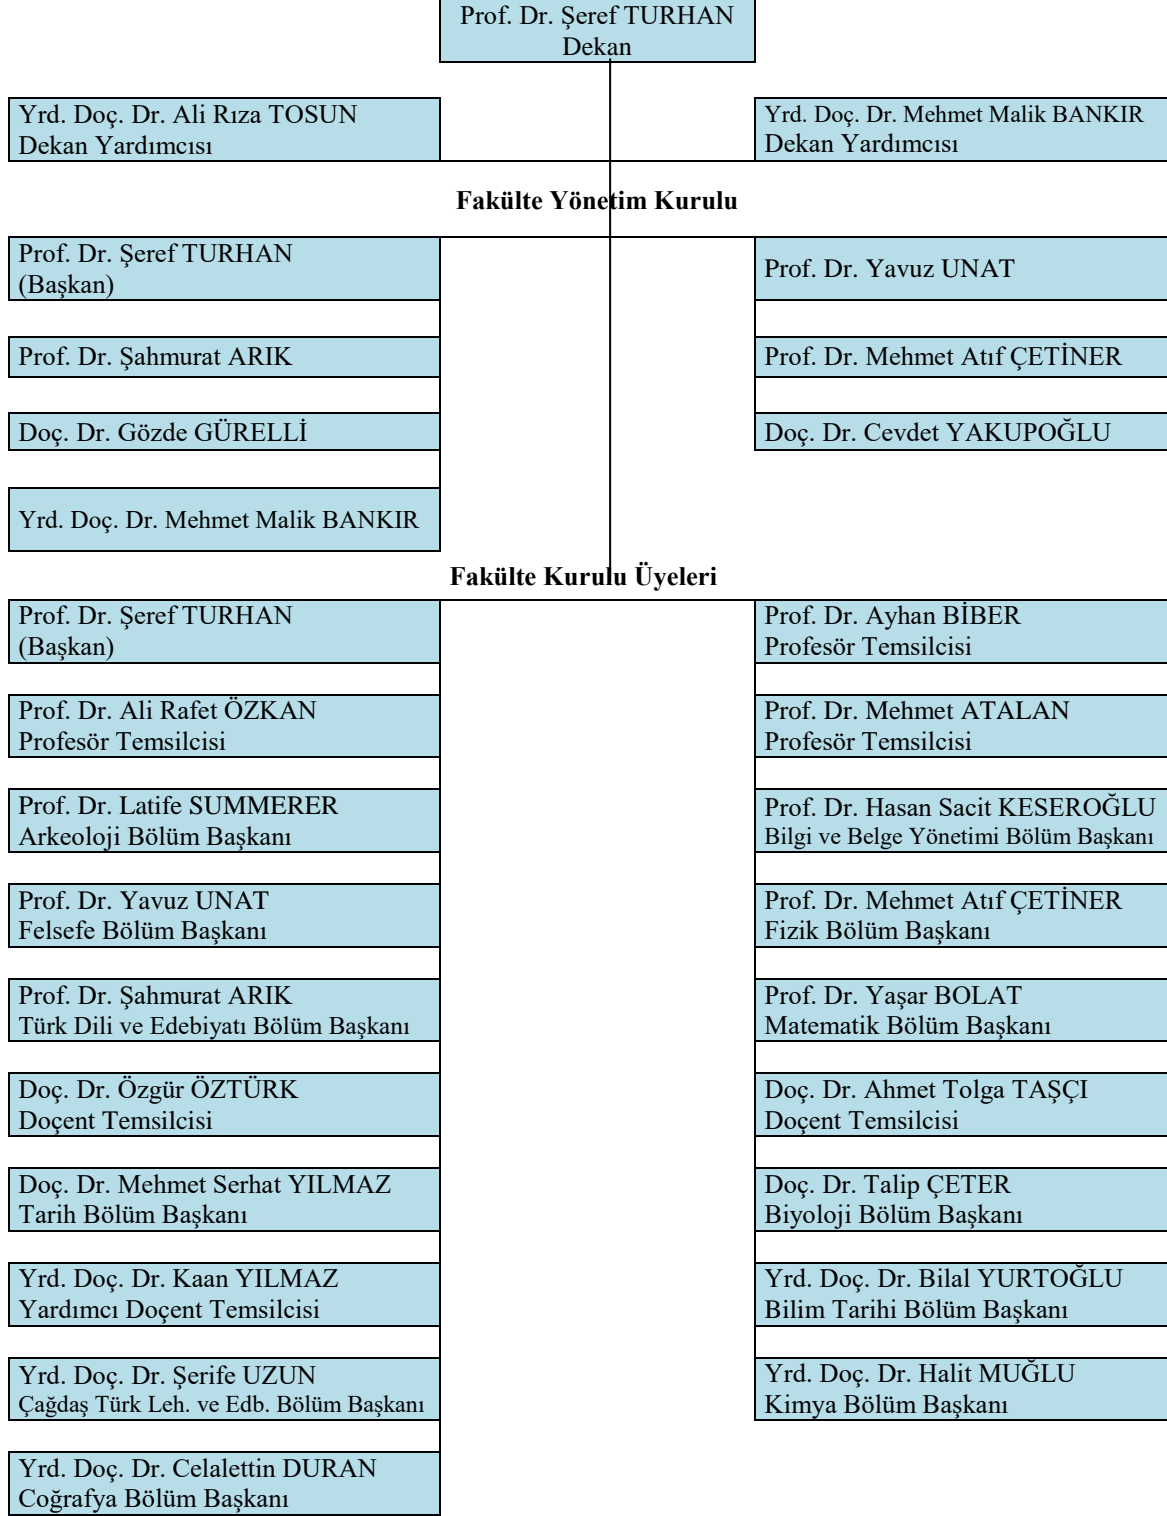 Prof. Dr. Şeref TURHAN
Dekan
Yrd. Doç. Dr. Ali Rıza TOSUN
Dekan Yardımcısı
Yrd. Doç. Dr. Mehmet Malik BANKIR
Dekan Yardımcısı
Fakülte Yönetim Kurulu
Prof. Dr. Şeref TURHAN
(Başkan)
Prof. Dr. Yavuz UNAT
Prof. Dr. Şahmurat ARIK
Prof. Dr. Mehmet Atıf ÇETİNER
Doç. Dr. Gözde GÜRELLİ
Doç. Dr. Cevdet YAKUPOĞLU
Yrd. Doç. Dr. Mehmet Malik BANKIR
Fakülte Kurulu Üyeleri
Prof. Dr. Şeref TURHAN
(Başkan)
Prof. Dr. Ayhan BİBER
Profesör Temsilcisi
Prof. Dr. Ali Rafet ÖZKAN
Profesör Temsilcisi
Prof. Dr. Mehmet ATALAN
Profesör Temsilcisi
Prof. Dr. Latife SUMMERER
Arkeoloji Bölüm Başkanı
Prof. Dr. Hasan Sacit KESEROĞLU
Bilgi ve Belge Yönetimi Bölüm Başkanı
Prof. Dr. Yavuz UNAT
Felsefe Bölüm Başkanı
Prof. Dr. Mehmet Atıf ÇETİNER
Fizik Bölüm Başkanı
Prof. Dr. Şahmurat ARIK
Türk Dili ve Edebiyatı Bölüm Başkanı
Prof. Dr. Yaşar BOLAT
Matematik Bölüm Başkanı
Doç. Dr. Özgür ÖZTÜRK
Doçent Temsilcisi
Doç. Dr. Ahmet Tolga TAŞÇI
Doçent Temsilcisi
Doç. Dr. Mehmet Serhat YILMAZ
Tarih Bölüm Başkanı
Doç. Dr. Talip ÇETER
Biyoloji Bölüm Başkanı
Yrd. Doç. Dr. Kaan YILMAZ
Yardımcı Doçent Temsilcisi
Yrd. Doç. Dr. Bilal YURTOĞLU
Bilim Tarihi Bölüm Başkanı
Yrd. Doç. Dr. Şerife UZUN
Çağdaş Türk Leh. ve Edb. Bölüm Başkanı
Yrd. Doç. Dr. Halit MUĞLU
Kimya Bölüm Başkanı
Yrd. Doç. Dr. Celalettin DURAN
Coğrafya Bölüm Başkanı